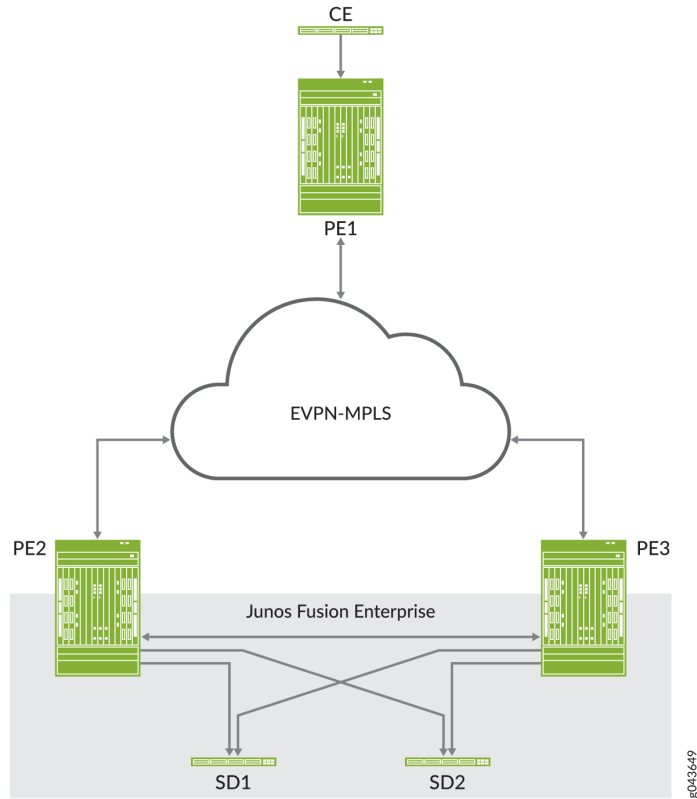 CE
PE1
EVPN-MPLS
PE2
PE3
Junos Fusion Enterprise
SD1
SD2
g043649